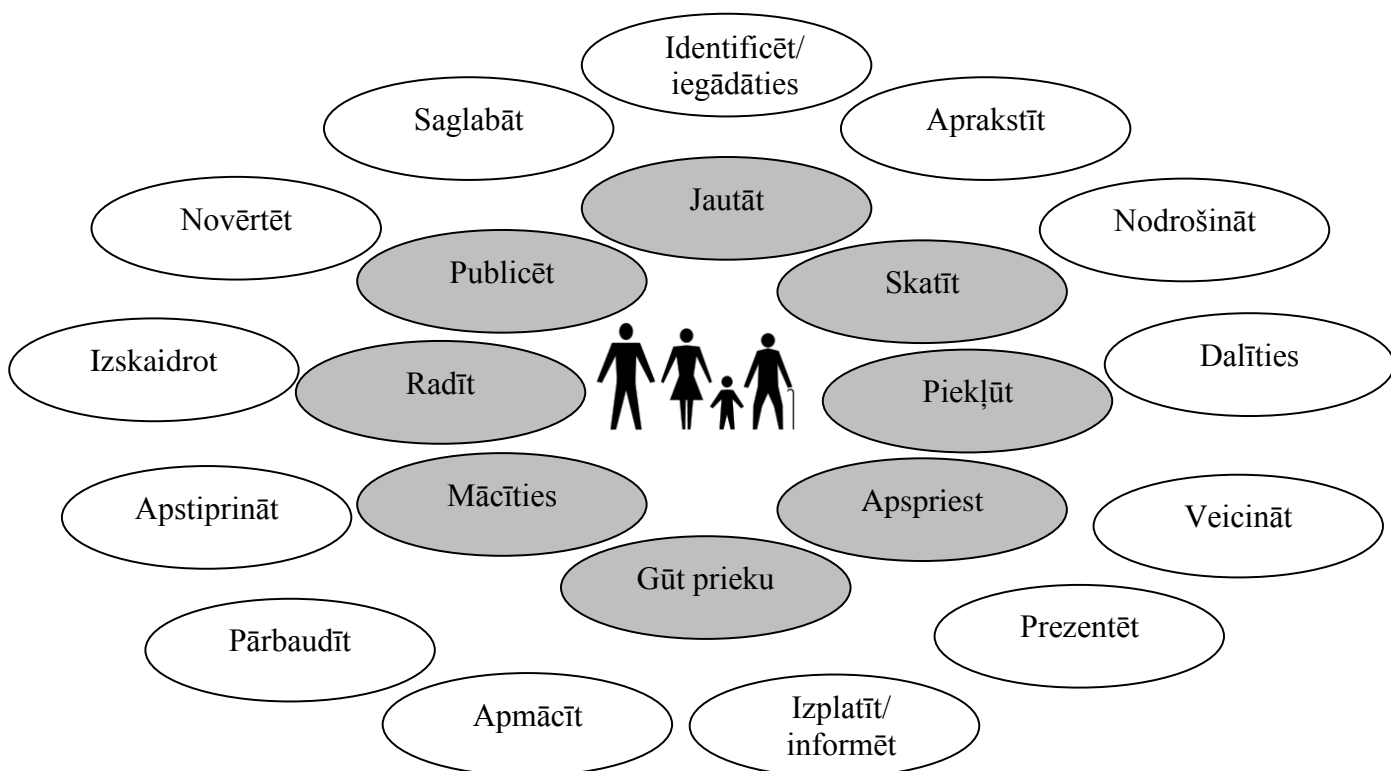 Identificēt/
iegādāties
Saglabāt
Aprakstīt
Jautāt
Novērtēt
Nodrošināt
Publicēt
Skatīt
Izskaidrot
Radīt
Piekļūt
Dalīties
Apstiprināt
Mācīties
Apspriest
Veicināt
Gūt prieku
Pārbaudīt
Prezentēt
Apmācīt
Izplatīt/
informēt